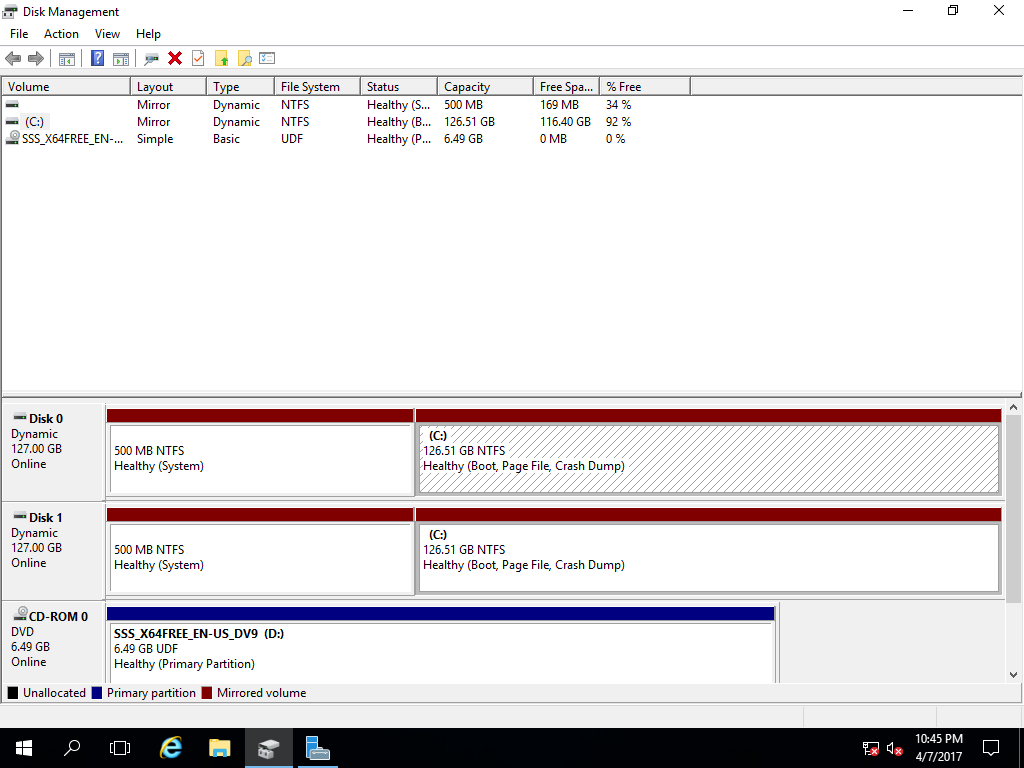 Disk Management
File Action View Help
Volume Layout Type File System Status Capacity Free Spa... % Free
Mirror Dynamic NTFS Healthy (S... 500 MB 169 MB 34 %
(C:) Mirror Dynamic NTFS Healthy (B... 126.51 GB 116.40 GB 92 %
SSS_X64FREE_EN-... Simple Basic UDF Healthy (P... 6.49 GB 0 MB 0 %
Disk 0
Dynamic
127.00 GB
Online
500 MB NTFS
Healthy (System)
(C:)
126.51 GB NTFS
Healthy (Boot, Page File, Crash Dump)
Disk 1
Dynamic
127.00 GB
Online
500 MB NTFS
Healthy (System)
(C:)
126.51 GB NTFS
Healthy (Boot, Page File, Crash Dump)
CD-ROM 0
DVD
6.49 GB
Online
SSS_X64FREE_EN-US_DV9 (D:)
6.49 GB UDF
Healthy (Primary Partition)
Unallocated Primary partition Mirrored volume
10:45 PM
4/7/2017